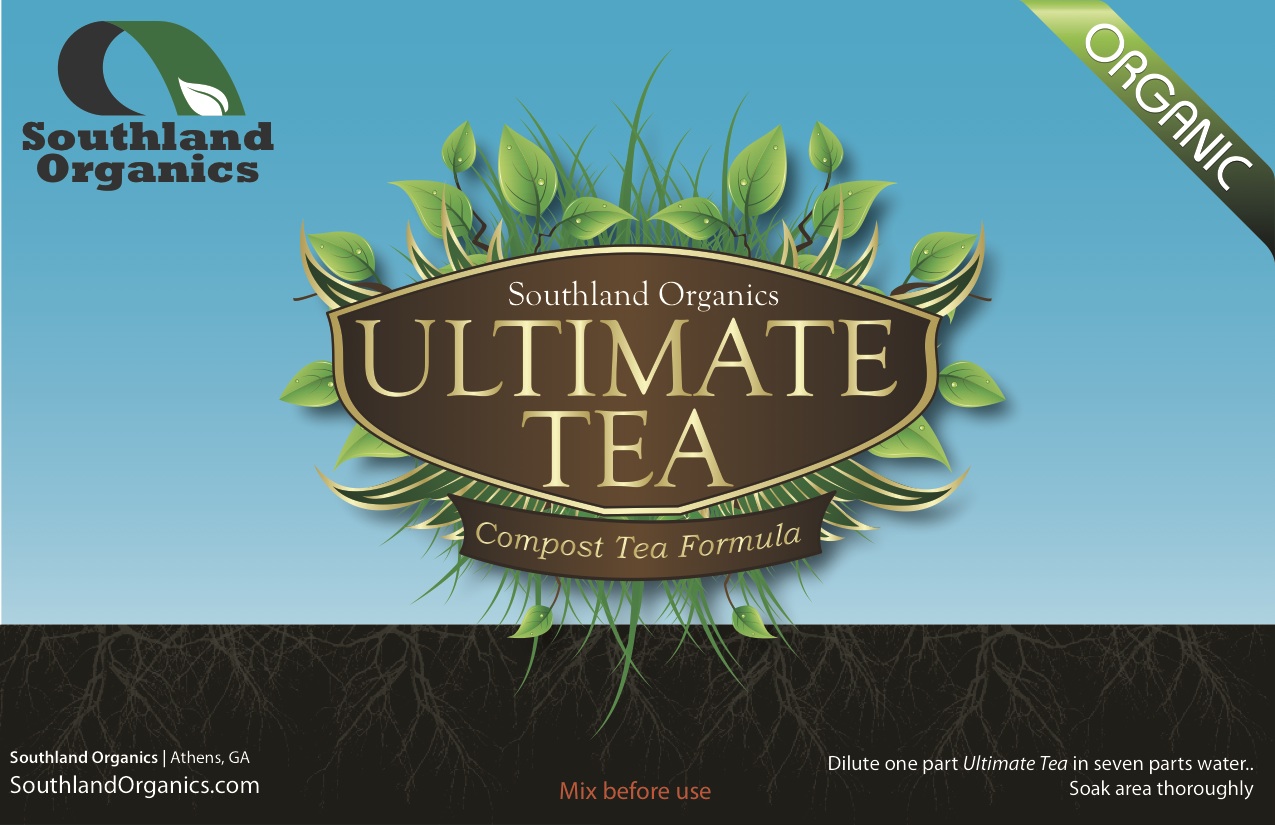 Southland
Organics
ORGANIC
Southland Organics
ULTIMATE
TEA
Compost Tea Formula
Southland Organics | Athens, GA
SouthlandOrganics.com
Mix before use
Dilute one part Ultimate Tea in seven parts water..
Soak area thoroughly